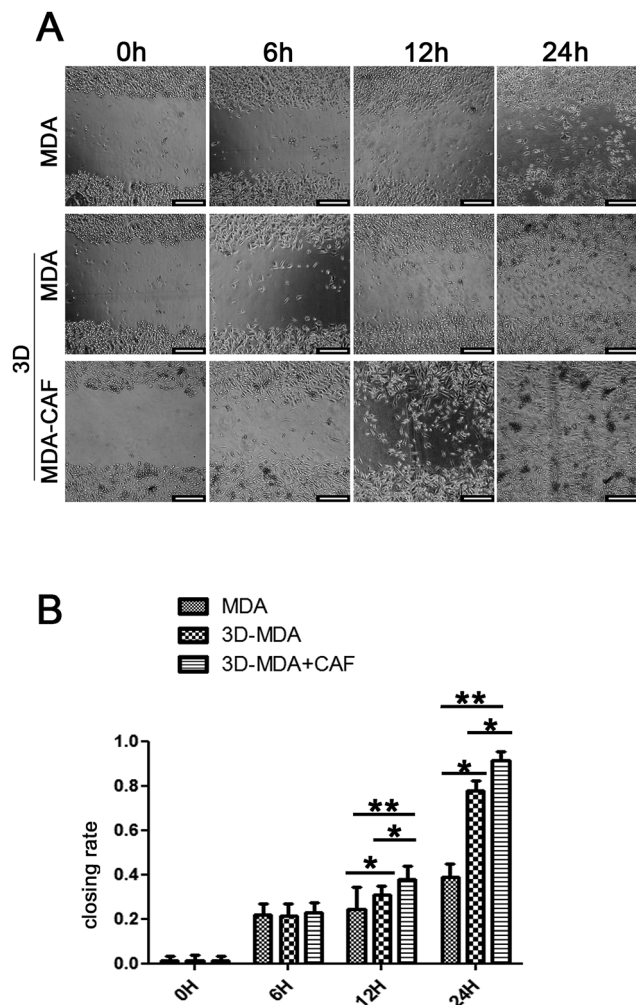 A
0h 6h 12h 24h
MDA
3D
MDA
MDA-CAF
B
MDA
3D-MDA
3D-MDA+CAF
closing rate
1.0
0.8
0.6
0.4
0.2
0.0
** * *
** * *
0H 6H 12H 24H